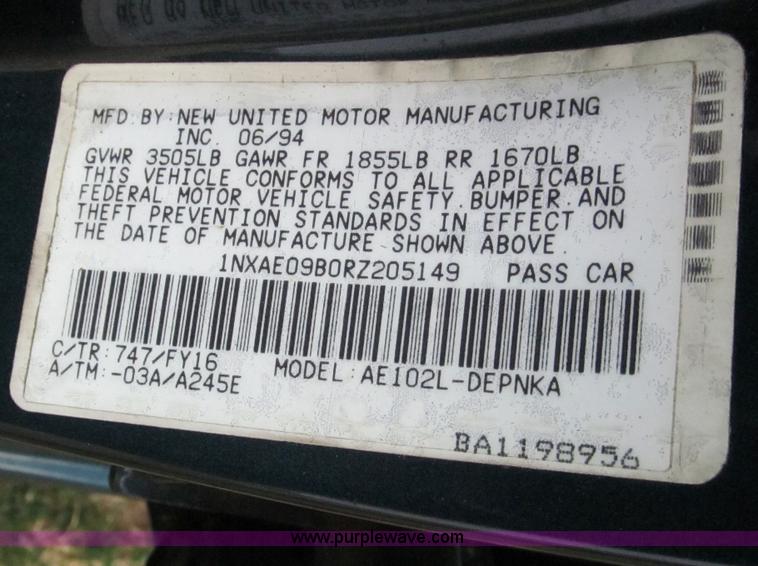 MFD. BY: NEW UNITED MOTOR MANUFACTURING
INC. 06/94
GVWR 3505LB GAWR FR 1855LB RR 1670LB
THIS VEHICLE CONFORMS TO ALL APPLICABLE
FEDERAL MOTOR VEHICLE SAFETY. BUMPER. AND
THEFT PREVENTION STANDARDS IN EFFECT ON
THE DATE OF MANUFACTURE SHOWN ABOVE.
1NXAE09B0RZ205149 PASS CAR
C/TR: 747/FY16
MODEL: AE102L-DEPNKA
A/TM: -03A/A245E
BA1198956
www.purplewave.com